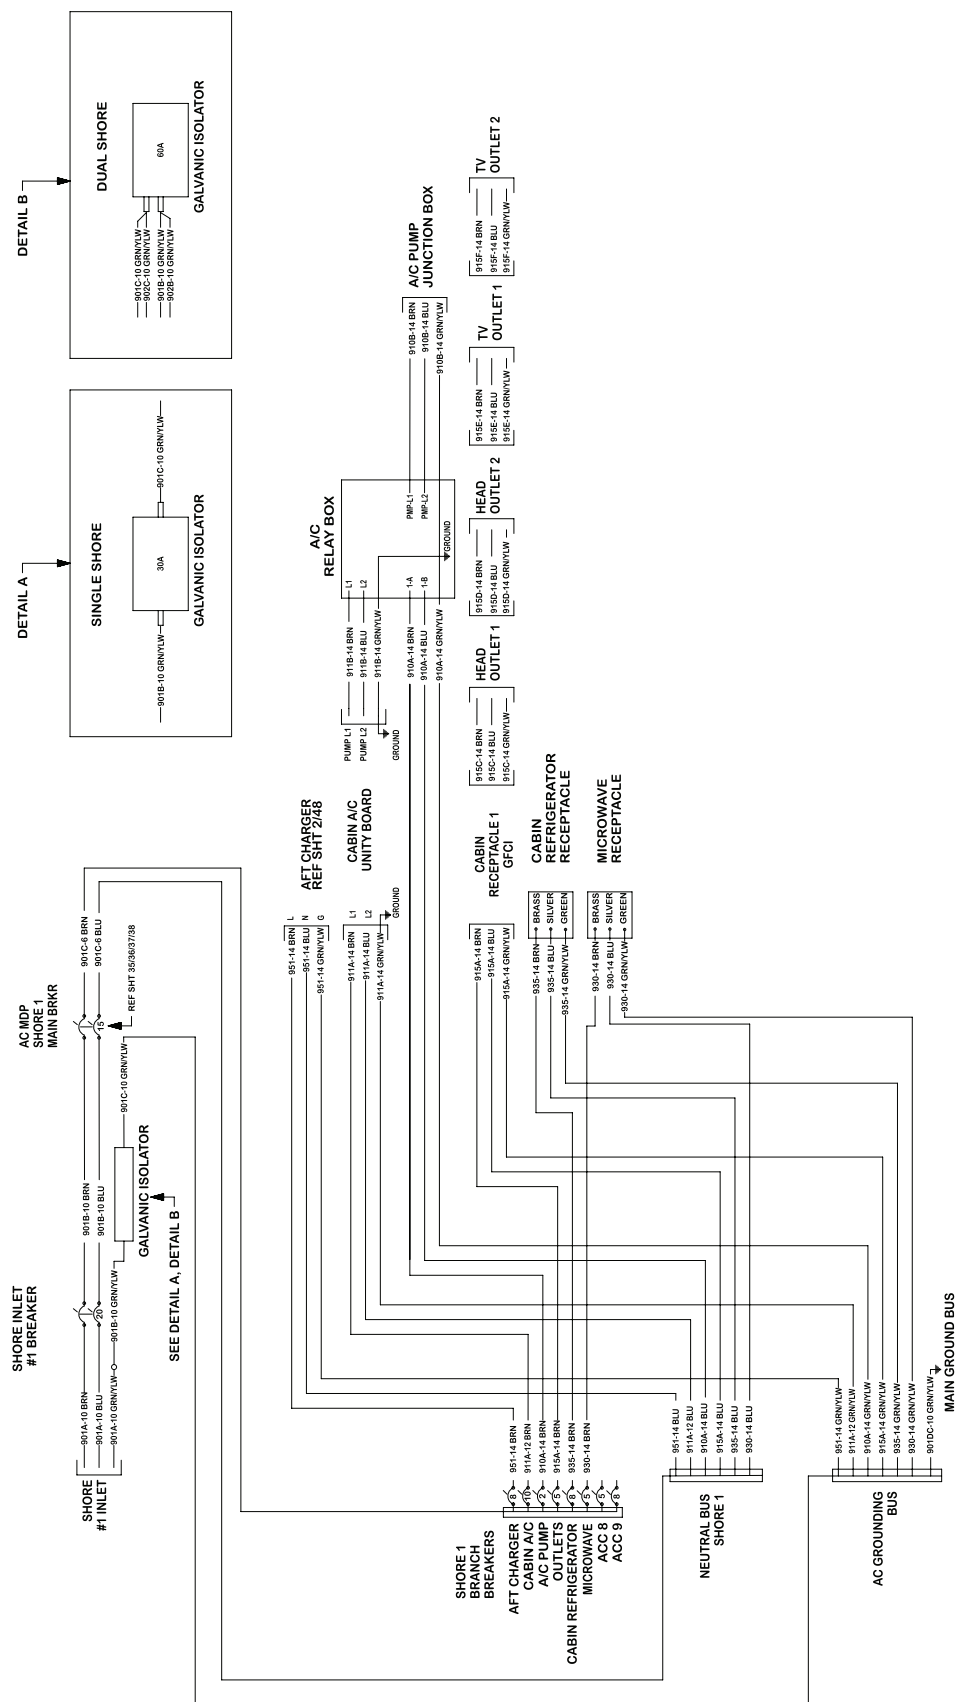 SHORE
#1 INLET
901A-10 BRN
901A-10 BLU
901A-10 GRN/YLW
SHORE INLET
#1 BREAKER
20
901B-10 GRN/YLW
901B-10 BRN
901B-10 BLU
GALVANIC ISOLATOR
SEE DETAIL A, DETAIL B
901C-10 GRN/YLW
AC MDP
SHORE 1
MAIN BRKR
15
REF SHT 35/36/37/38
901C-6 BRN
901C-6 BLU
DETAIL A
SINGLE SHORE
901B-10 GRN/YLW
30A
901C-10 GRN/YLW
GALVANIC ISOLATOR
DETAIL B
DUAL SHORE
901C-10 GRN/YLW
902C-10 GRN/YLW
901B-10 GRN/YLW
902B-10 GRN/YLW
60A
GALVANIC ISOLATOR
951-14 BRN
951-14 BLU
951-14 GRN/YLW
L
N
G
AFT CHARGER
REF SHT 2/48
911A-14 BRN
911A-14 BLU
911A-14 GRN/YLW
L1
L2
GROUND
CABIN A/C
UNITY BOARD
PUMP L1
PUMP L2
GROUND
911B-14 BRN
911B-14 BLU
911B-14 GRN/YLW
910A-14 BRN
910A-14 BLU
910A-14 GRN/YLW
A/C
RELAY BOX
L1
L2
1-A
1-B
PMP-L1
PMP-L2
GROUND
910B-14 BRN
910B-14 BLU
910B-14 GRN/YLW
A/C PUMP
JUNCTION BOX
915A-14 BRN
915A-14 BLU
915A-14 GRN/YLW
CABIN
RECEPTACLE 1
GFCI
915C-14 BRN
915C-14 BLU
915C-14 GRN/YLW
HEAD
OUTLET 1
915D-14 BRN
915D-14 BLU
915D-14 GRN/YLW
HEAD
OUTLET 2
915E-14 BRN
915E-14 BLU
915E-14 GRN/YLW
TV
OUTLET 1
915F-14 BRN
915F-14 BLU
915F-14 GRN/YLW
TV
OUTLET 2
935-14 BRN
935-14 BLU
935-14 GRN/YLW
BRASS
SILVER
GREEN
CABIN
REFRIGERATOR
RECEPTACLE
930-14 BRN
930-14 BLU
930-14 GRN/YLW
BRASS
SILVER
GREEN
MICROWAVE
RECEPTACLE
SHORE 1
BRANCH
BREAKERS
AFT CHARGER
8
951-14 BRN
CABIN A/C
10
911A-12 BRN
A/C PUMP
2
910A-14 BRN
OUTLETS
5
915A-14 BRN
CABIN REFRIGERATOR
8
935-14 BRN
MICROWAVE
5
930-14 BRN
ACC 8
5
ACC 9
8
NEUTRAL BUS
SHORE 1
951-14 BLU
911A-12 BLU
910A-14 BLU
915A-14 BLU
935-14 BLU
930-14 BLU
AC GROUNDING
BUS
951-14 GRN/YLW
911A-12 GRN/YLW
910A-14 GRN/YLW
915A-14 GRN/YLW
935-14 GRN/YLW
930-14 GRN/YLW
901DC-10 GRN/YLW
MAIN GROUND BUS